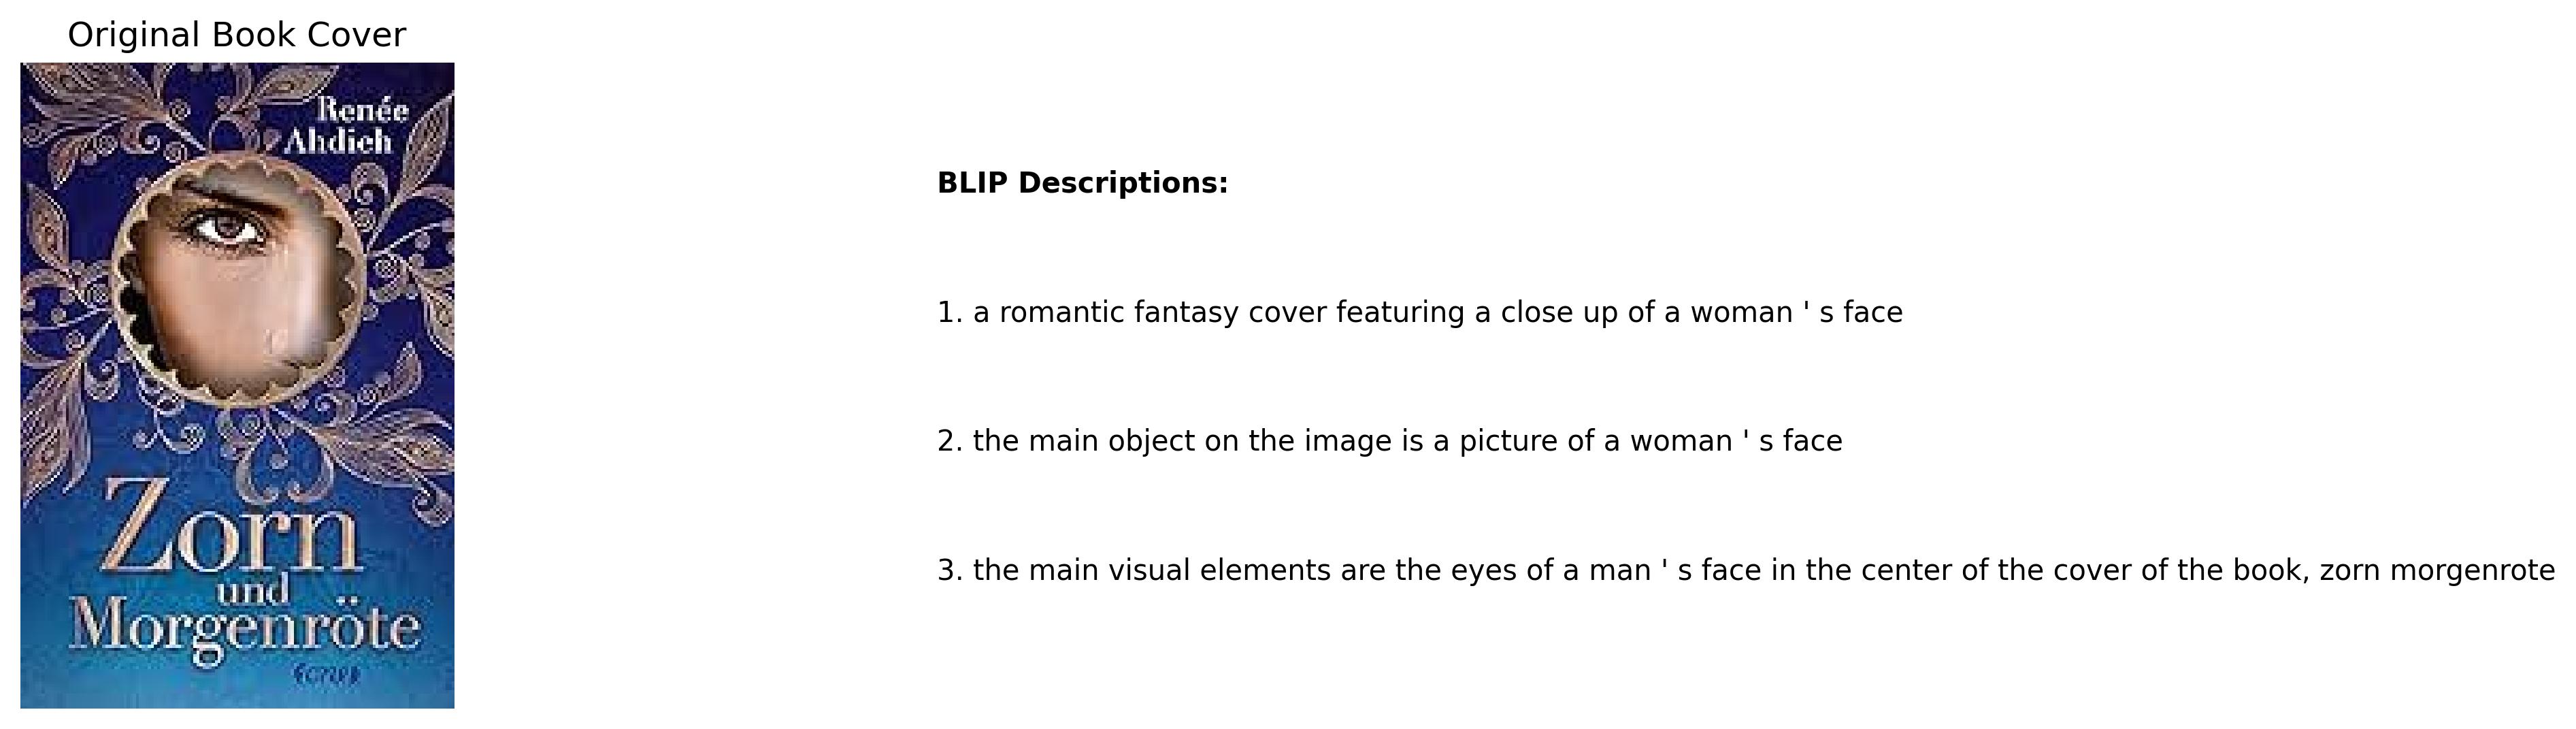 Original Book Cover
Renée
Ahdieh
Zorn
und
Morgenröte
BLIP Descriptions:
1. a romantic fantasy cover featuring a close up of a woman ' s face
2. the main object on the image is a picture of a woman ' s face
3. the main visual elements are the eyes of a man ' s face in the center of the cover of the book, zorn morgenrote